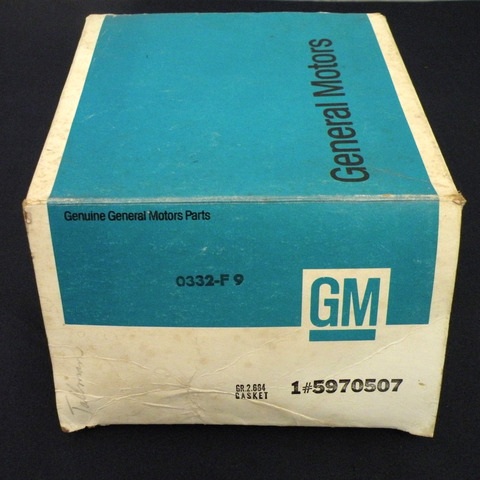 General Motors
Genuine General Motors Parts
0332-F 9
GM
GR.2.684
GASKET
1#5970507